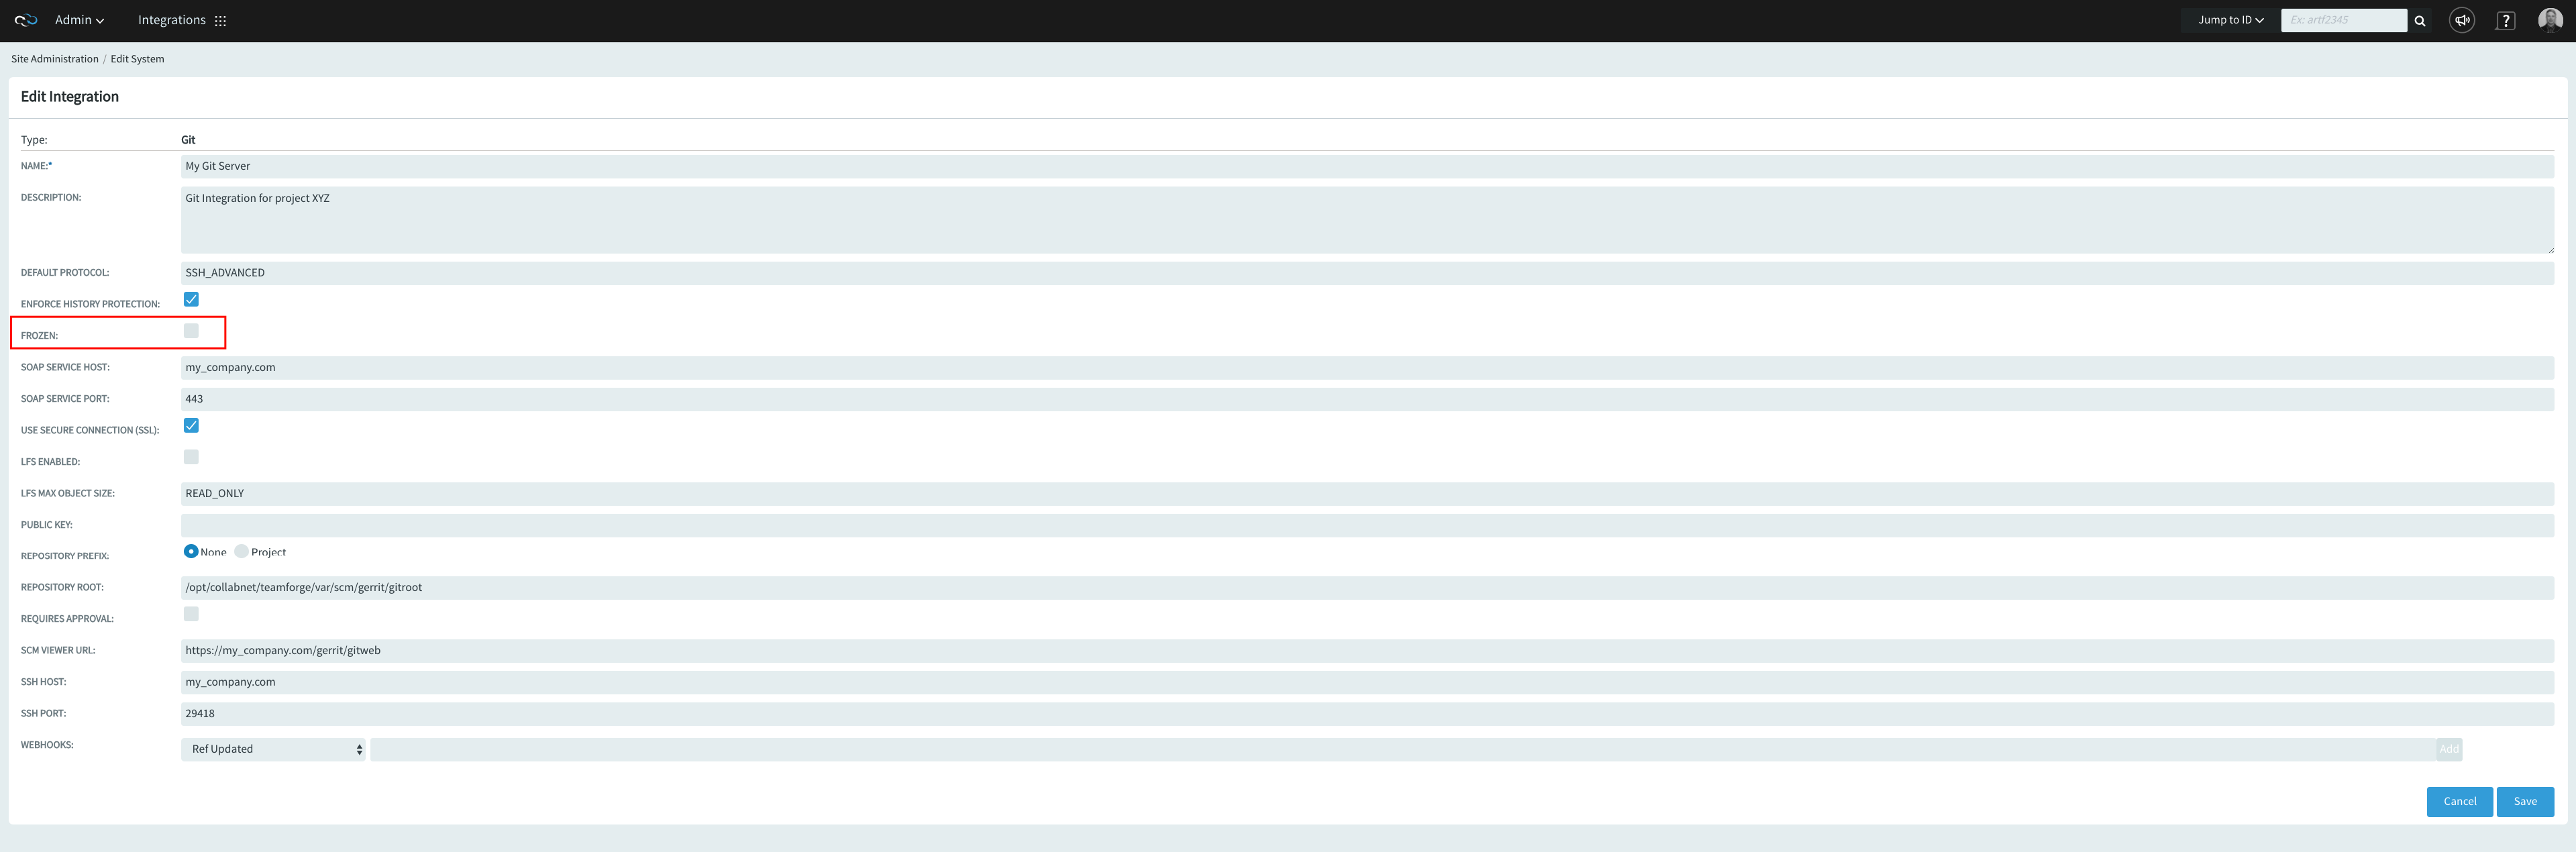 Admin Integrations Jump to ID Ex: artf2345 ?
Site Administration / Edit System
Edit Integration
Type: Git
NAME:* My Git Server
DESCRIPTION: Git Integration for project XYZ
DEFAULT PROTOCOL: SSH_ADVANCED
ENFORCE HISTORY PROTECTION:
FROZEN:
SOAP SERVICE HOST: my_company.com
SOAP SERVICE PORT: 443
USE SECURE CONNECTION (SSL):
LFS ENABLED:
LFS MAX OBJECT SIZE: READ_ONLY
PUBLIC KEY:
REPOSITORY PREFIX: None Project
REPOSITORY ROOT: /opt/collabnet/teamforge/var/scm/gerrit/gitroot
REQUIRES APPROVAL:
SCM VIEWER URL: https://my_company.com/gerrit/gitweb
SSH HOST: my_company.com
SSH PORT: 29418
WEBHOOKS: Ref Updated Add
Cancel Save